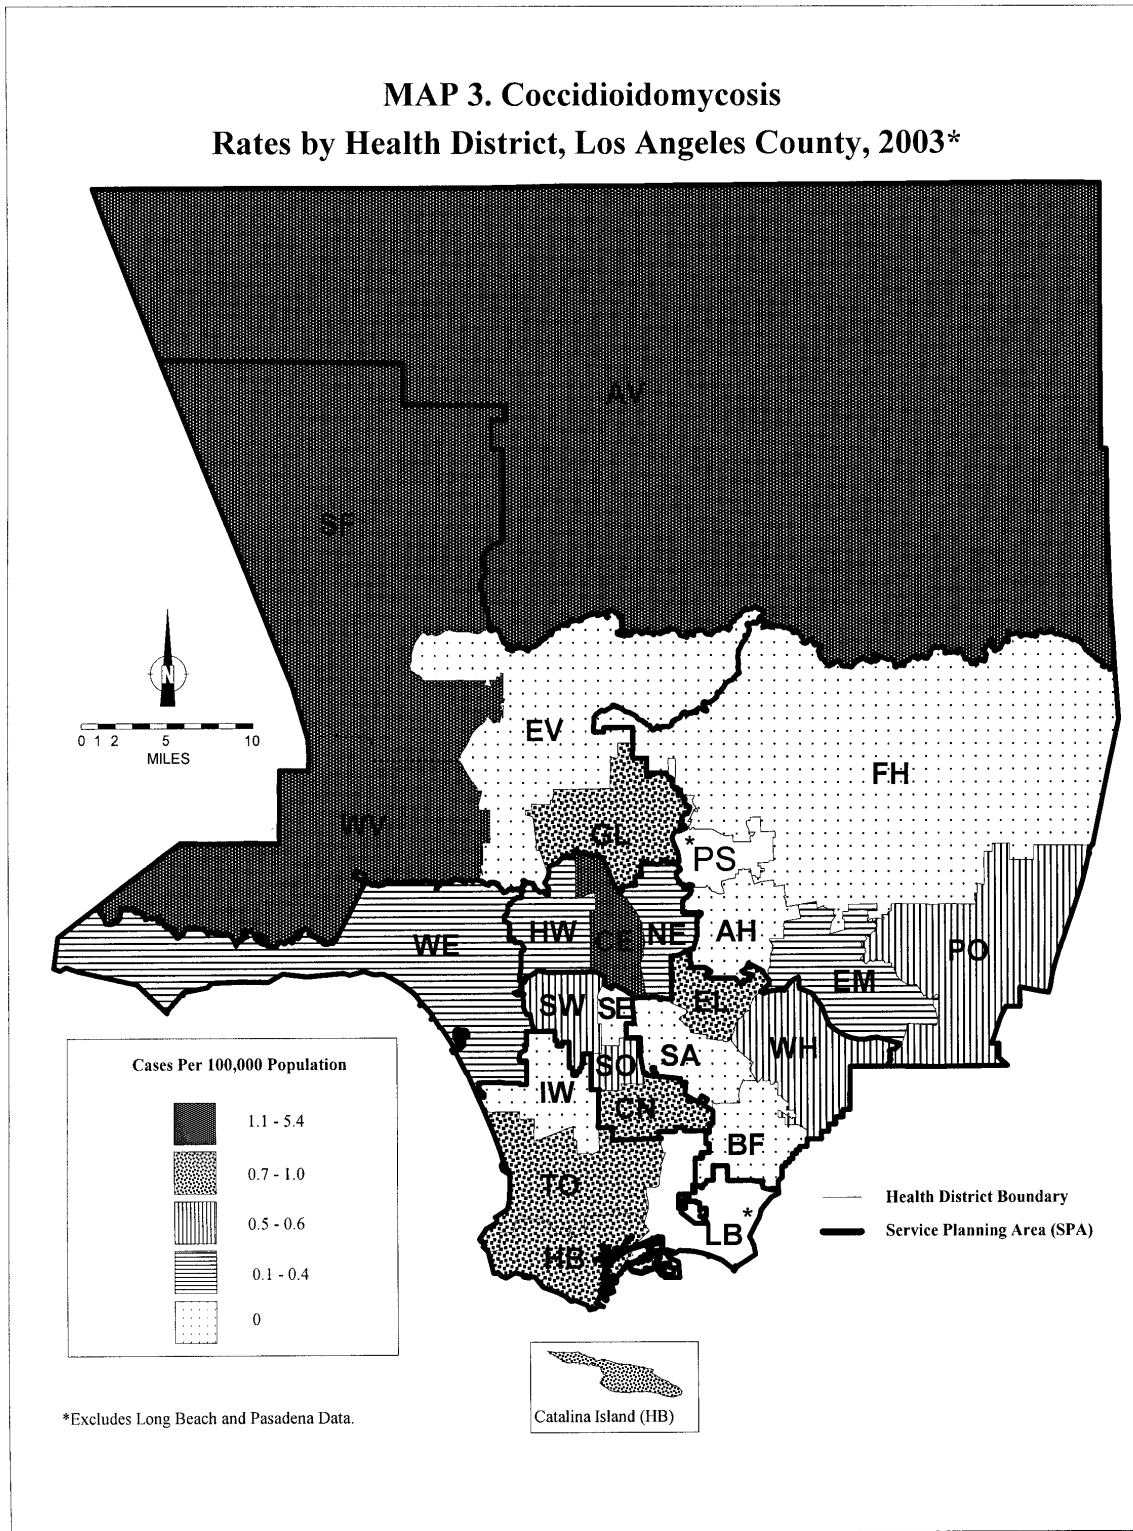 MAP 3. Coccidioidomycosis
Rates by Health District, Los Angeles County, 2003*
AV
SF
N
0 1 2 5 10
MILES
EV
FH
WV
GL
*PS
WE
HW
CE
NE
AH
PO
EM
EL
SW
SE
WH
SA
SO
IW
CN
BF
TO
LB*
HB
Cases Per 100,000 Population
1.1 - 5.4
0.7 - 1.0
0.5 - 0.6
0.1 - 0.4
0
Health District Boundary
Service Planning Area (SPA)
Catalina Island (HB)
*Excludes Long Beach and Pasadena Data.